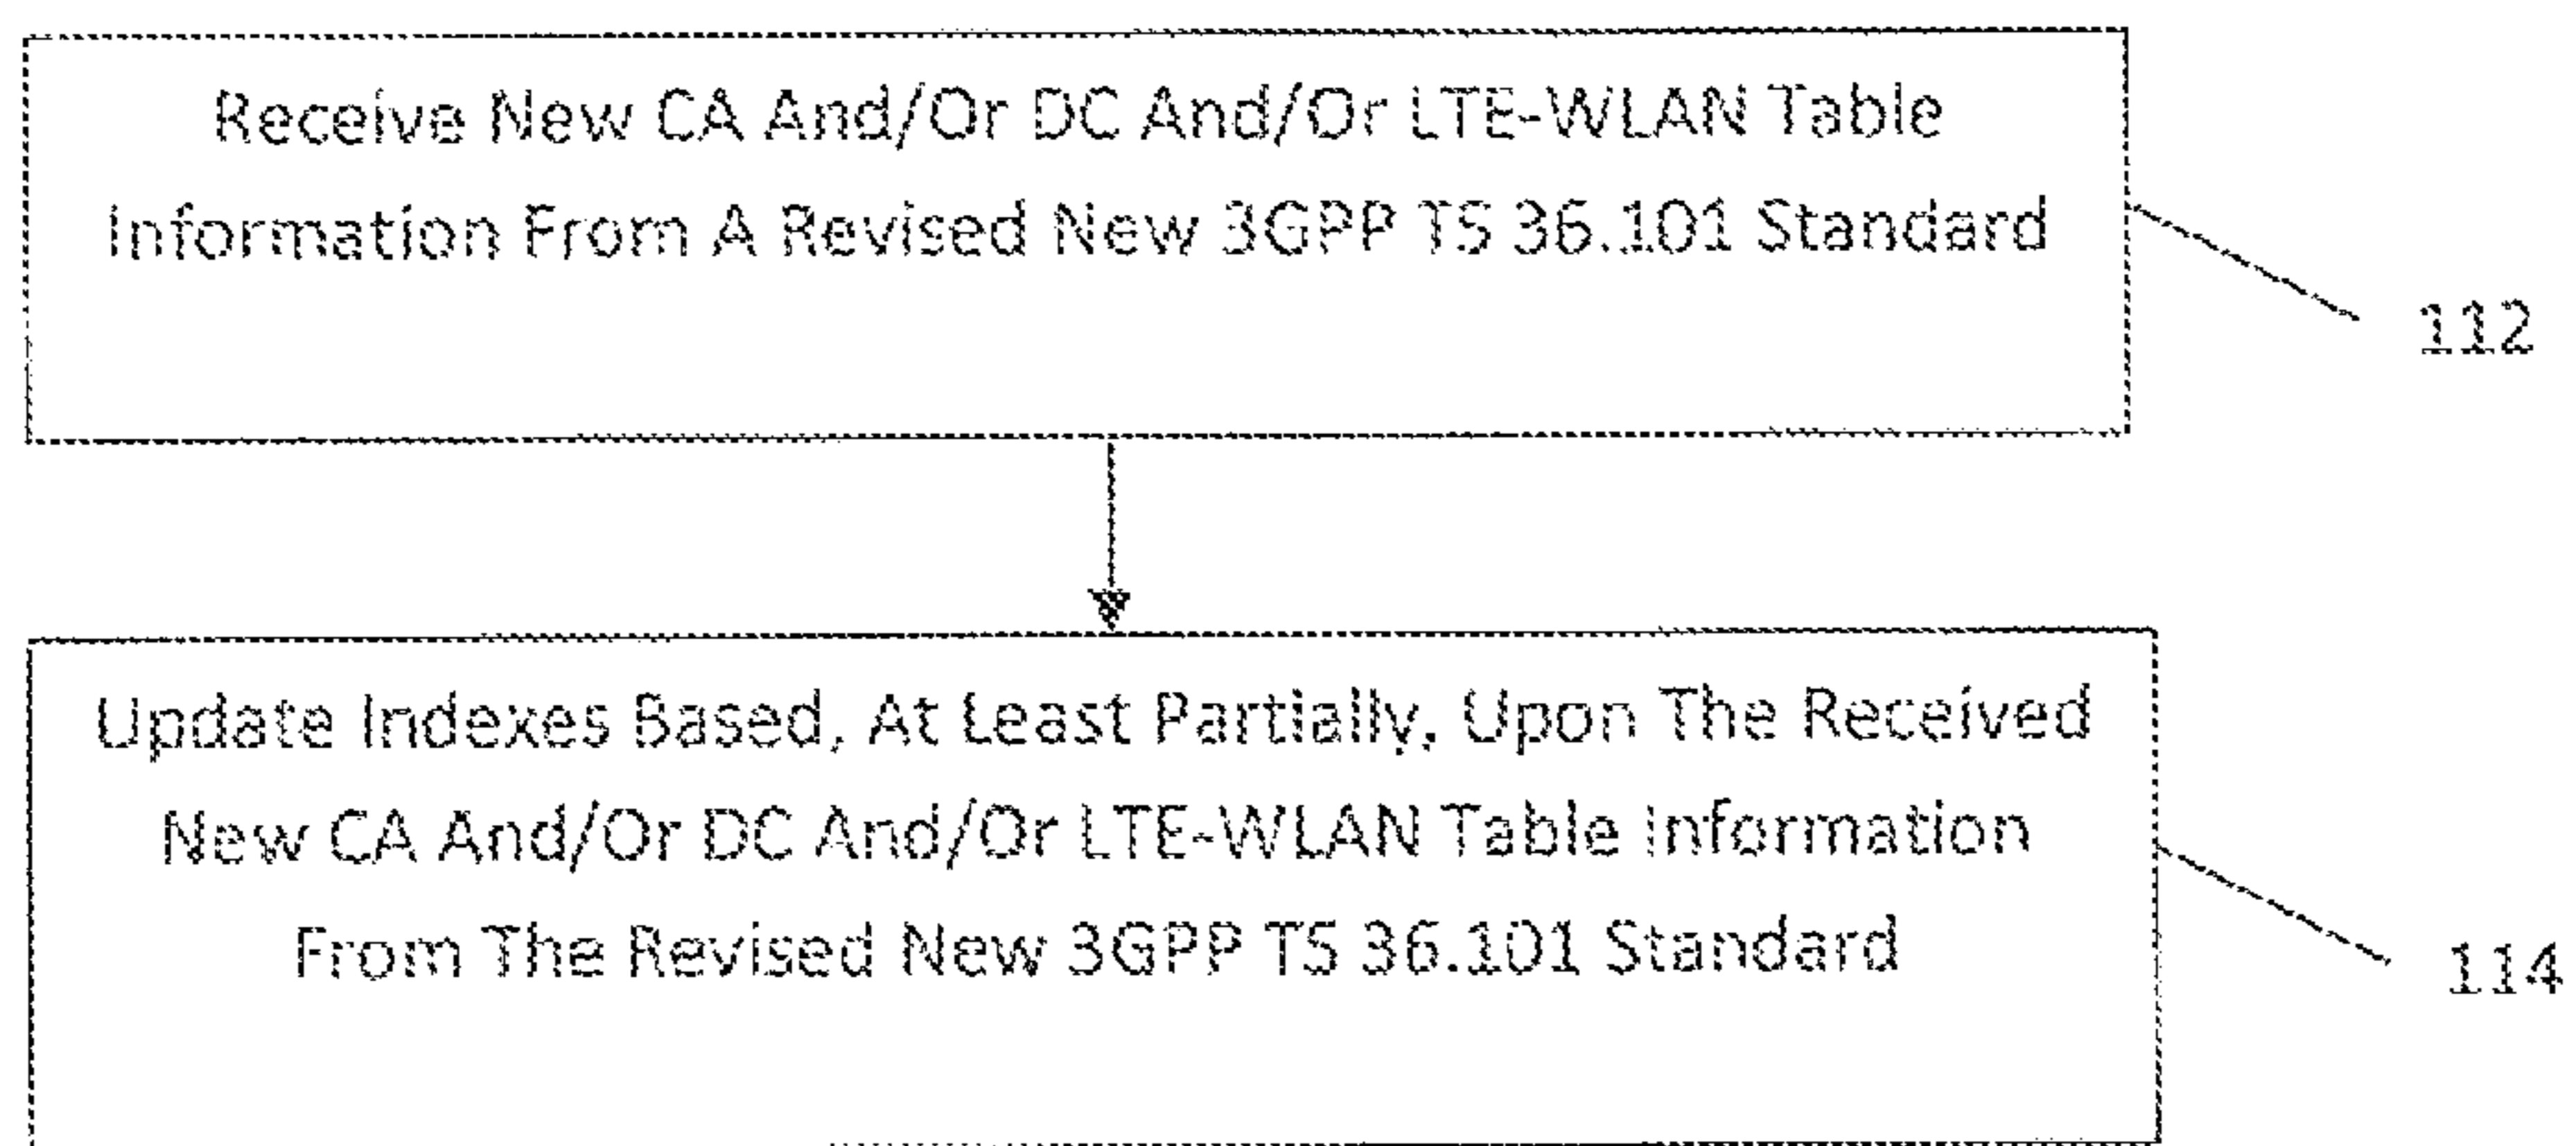 Receive New CA And/Or DC And/Or LTE-WLAN Table
Information From A Revised New 3GPP TS 36.101 Standard
112
Update Indexes Based, At Least Partially, Upon The Received
New CA And/Or DC And/Or LTE-WLAN Table Information
From The Revised New 3GPP TS 36.101 Standard
114